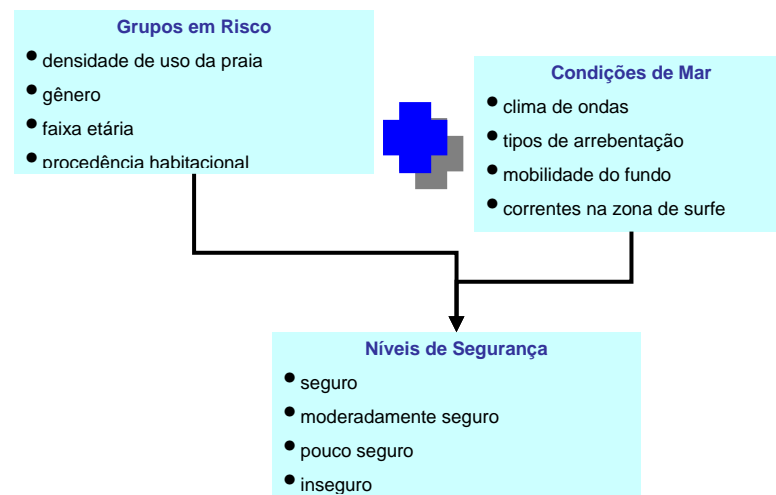 Grupos em Risco
• densidade de uso da praia
• gênero
• faixa etária
• procedência habitacional
Condições de Mar
• clima de ondas
• tipos de arrebentação
• mobilidade do fundo
• correntes na zona de surfe
Níveis de Segurança
• seguro
• moderadamente seguro
• pouco seguro
• inseguro